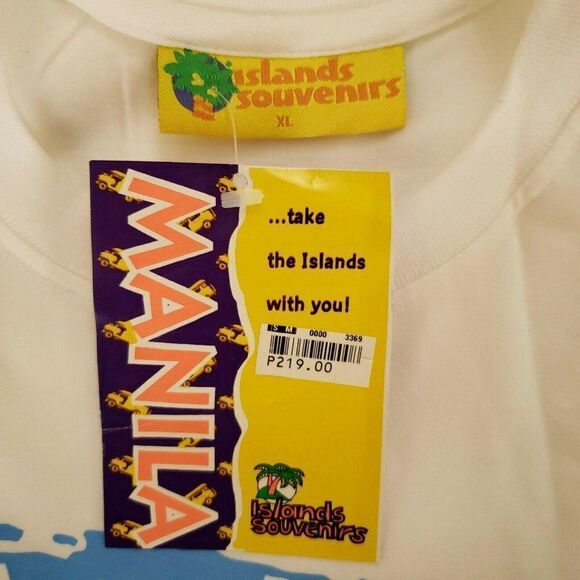 islands
souvenirs
XL
MANILA
...take
the Islands
with you!
S M 0000 3369
P219.00
Islands
Souvenirs